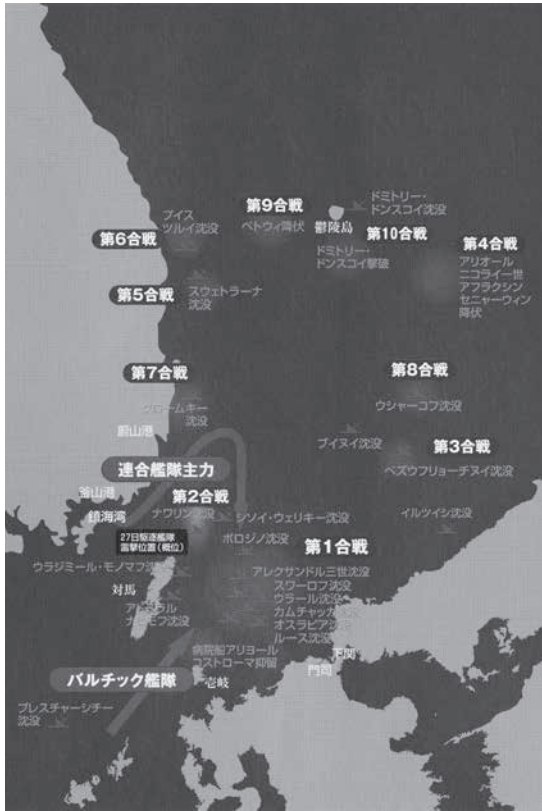 ドミトリー・
ドンスコイ沈没
第9合戦
ベトウィ降伏
鬱陵島
第10合戦
ブイス
ツルイ沈没
第6合戦
ドミトリー・
ドンスコイ撃破
第4合戦
アリオール
ニコライ一世
アプラクシン
セニャーウィン
降伏
第5合戦
スウェトラーナ
沈没
第7合戦
グロームキー
沈没
第8合戦
ウシャーコフ沈没
蔚山港
ブイヌイ沈没
第3合戦
ベズウフリョーチヌイ沈没
連合艦隊主力
釜山港
鎮海湾
第2合戦
ナワリン沈没
シソイ・ウェリキー沈没
イルツイシ沈没
27日駆逐艦隊
雷撃位置(概位)
ボロジノ沈没
第1合戦
ウラジミール・モノマフ沈没
アレクサンドル三世沈没
スワーロフ沈没
ウラール沈没
カムチャッカ沈没
オスラビア沈没
ルース沈没
対馬
沈没
病院船アリョール
コストローマ抑留
下関
門司
バルチック艦隊
壱岐
ブレスチャーシチー
沈没